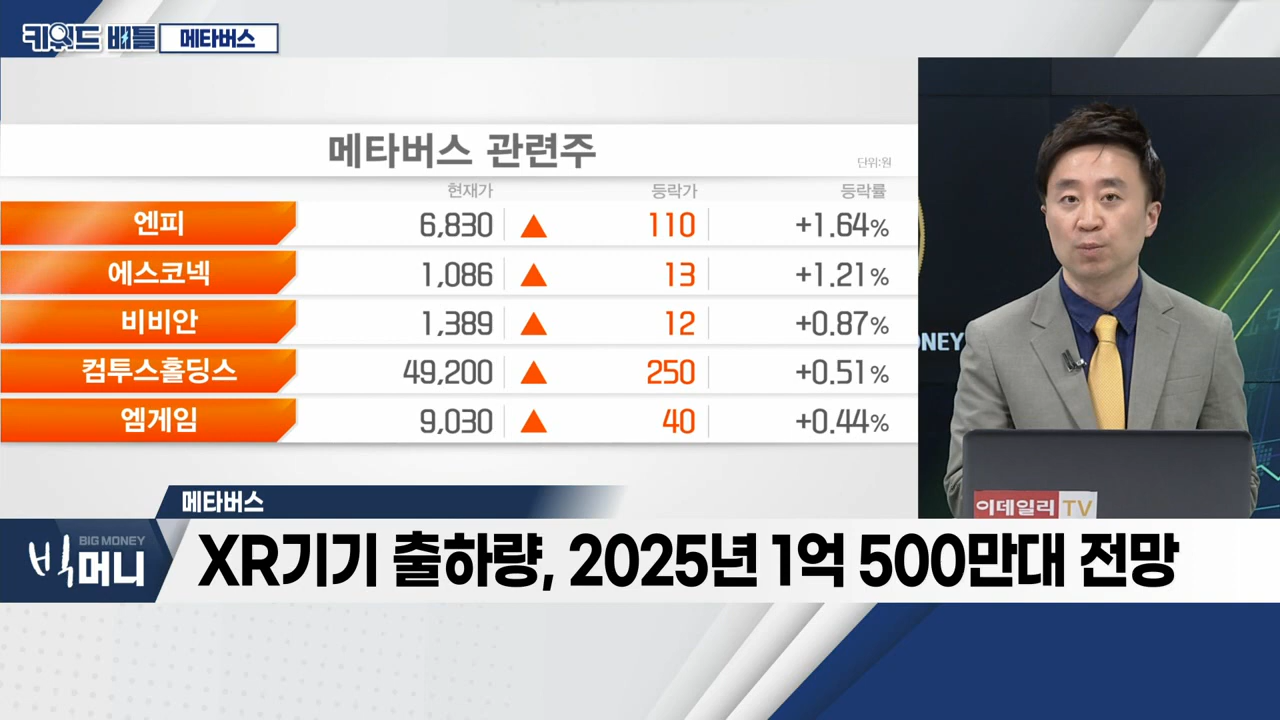 키워드 배틀 메타버스
메타버스 관련주
단위:원
현재가 등락가 등락률
엔피 6,830 ▲ 110 +1.64%
에스코넥 1,086 ▲ 13 +1.21%
비비안 1,389 ▲ 12 +0.87%
컴투스홀딩스 49,200 ▲ 250 +0.51%
엠게임 9,030 ▲ 40 +0.44%
ONEY
이데일리 TV
메타버스
BIG MONEY
빅머니
XR기기 출하량, 2025년 1억 500만대 전망